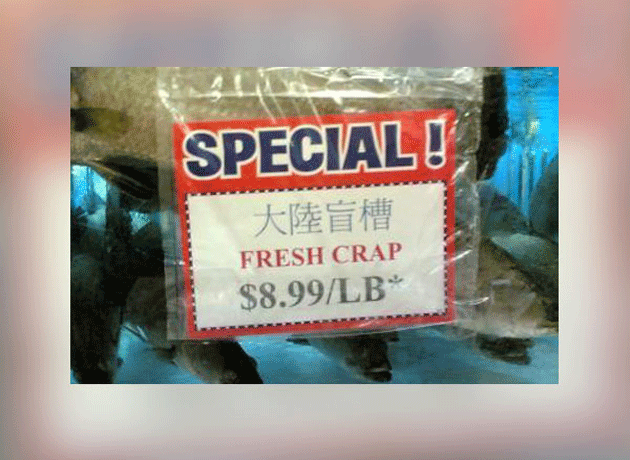 SPECIAL!
大陸盲槽
FRESH CRAP
$8.99/LB*